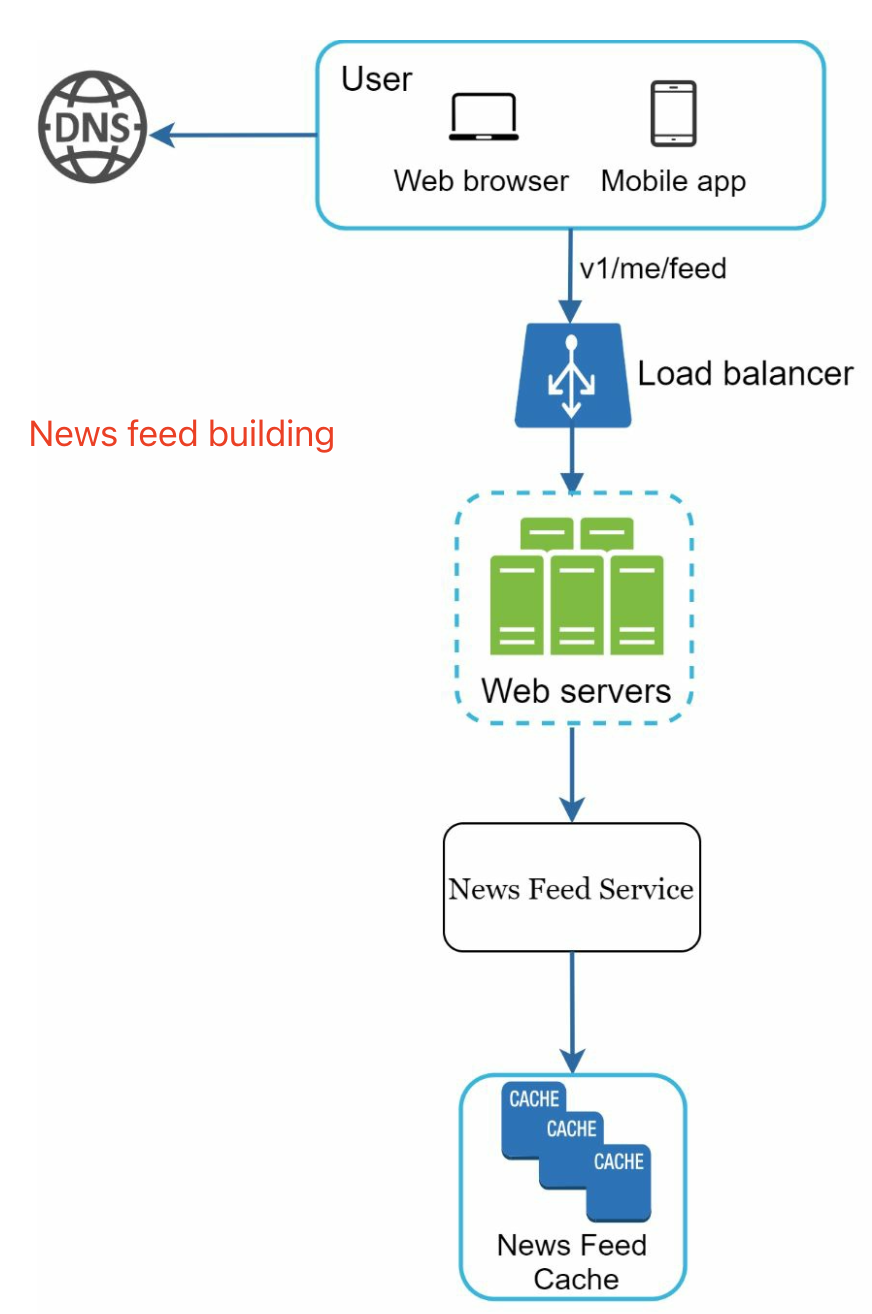 User
DNS
Web browser
Mobile app
v1/me/feed
Load balancer
News feed building
Web servers
News Feed Service
CACHE
CACHE
CACHE
News Feed
Cache